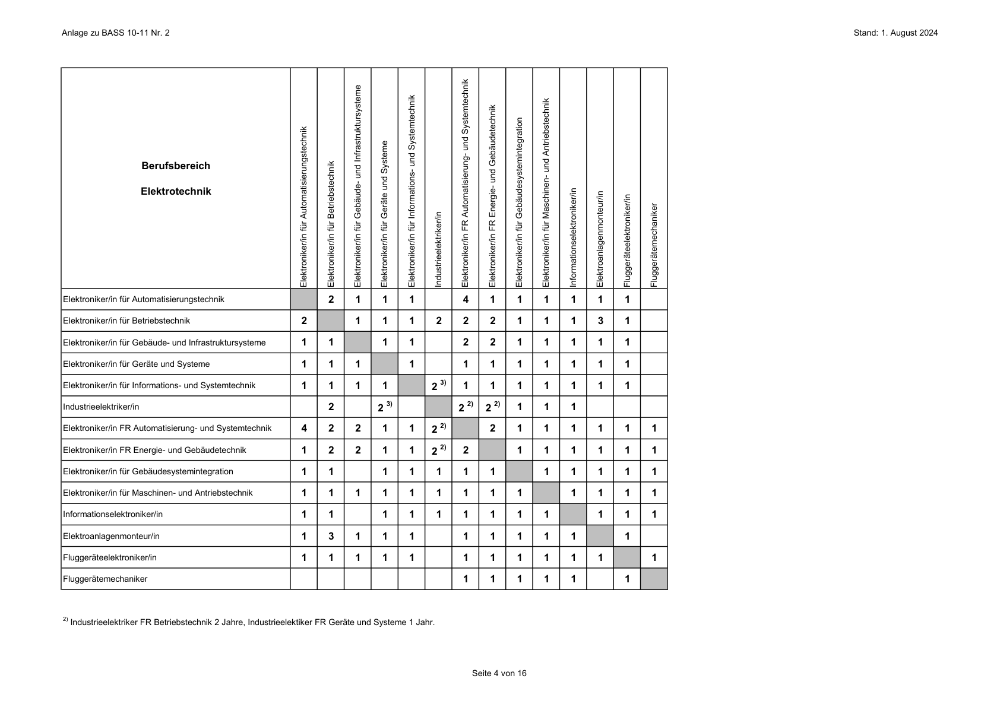 Anlage zu BASS 10-11 Nr. 2 Stand: 1. August 2024
Berufsbereich
Elektrotechnik
Elektroniker/in für Automatisierungstechnik
Elektroniker/in für Betriebstechnik
Elektroniker/in für Gebäude- und Infrastruktursysteme
Elektroniker/in für Geräte und Systeme
Elektroniker/in für Informations- und Systemtechnik
Industrieelektriker/in
Elektroniker/in FR Automatisierung- und Systemtechnik
Elektroniker/in FR Energie- und Gebäudetechnik
Elektroniker/in für Gebäudesystemintegration
Elektroniker/in für Maschinen- und Antriebstechnik
Informationselektroniker/in
Elektroanlagenmonteur/in
Fluggeräteelektroniker/in
Fluggerätemechaniker
Elektroniker/in für Automatisierungstechnik 2 1 1 1 4 1 1 1 1 1 1
Elektroniker/in für Betriebstechnik 2 1 1 1 2 2 2 1 1 1 3 1
Elektroniker/in für Gebäude- und Infrastruktursysteme 1 1 1 1 2 2 1 1 1 1 1
Elektroniker/in für Geräte und Systeme 1 1 1 1 1 1 1 1 1 1 1
Elektroniker/in für Informations- und Systemtechnik 1 1 1 1 2 3) 1 1 1 1 1 1 1
Industrieelektriker/in 2 2 3) 2 2) 2 2) 1 1 1
Elektroniker/in FR Automatisierung- und Systemtechnik 4 2 2 1 1 2 2) 2 1 1 1 1 1 1
Elektroniker/in FR Energie- und Gebäudetechnik 1 2 2 1 1 2 2) 2 1 1 1 1 1 1
Elektroniker/in für Gebäudesystemintegration 1 1 1 1 1 1 1 1 1 1 1 1
Elektroniker/in für Maschinen- und Antriebstechnik 1 1 1 1 1 1 1 1 1 1 1 1 1
Informationselektroniker/in 1 1 1 1 1 1 1 1 1 1 1 1
Elektroanlagenmonteur/in 1 3 1 1 1 1 1 1 1 1 1
Fluggeräteelektroniker/in 1 1 1 1 1 1 1 1 1 1 1 1
Fluggerätemechaniker 1 1 1 1 1 1
2) Industrieelektriker FR Betriebstechnik 2 Jahre, Industrieelektiker FR Geräte und Systeme 1 Jahr.
Seite 4 von 16